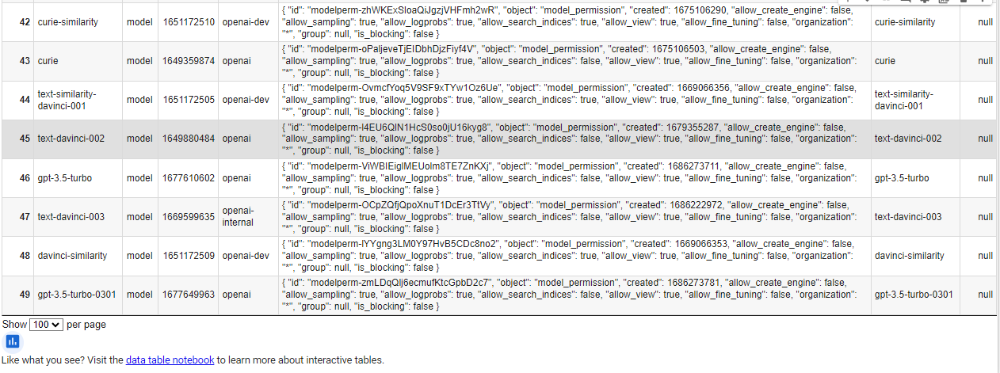 42 curie-similarity model 1651172510 openai-dev { "id": "modelperm-zhWKExSloaQiJgzjVHFmh2wR", "object": "model_permission", "created": 1675106290, "allow_create_engine": false, "allow_sampling": true, "allow_logprobs": true, "allow_search_indices": true, "allow_view": true, "allow_fine_tuning": false, "organization": "*", "group": null, "is_blocking": false } curie-similarity null
43 curie model 1649359874 openai { "id": "modelperm-oPaljeveTjEIDbhDjzFiyf4V", "object": "model_permission", "created": 1675106503, "allow_create_engine": false, "allow_sampling": true, "allow_logprobs": true, "allow_search_indices": false, "allow_view": true, "allow_fine_tuning": false, "organization": "*", "group": null, "is_blocking": false } curie null
44 text-similarity-davinci-001 model 1651172505 openai-dev { "id": "modelperm-OvmcfYoq5V9SF9xTYw1Oz6Ue", "object": "model_permission", "created": 1669066356, "allow_create_engine": false, "allow_sampling": true, "allow_logprobs": true, "allow_search_indices": true, "allow_view": true, "allow_fine_tuning": false, "organization": "*", "group": null, "is_blocking": false } text-similarity-davinci-001 null
45 text-davinci-002 model 1649880484 openai { "id": "modelperm-l4EU6QlN1HcS0so0jU16kyg8", "object": "model_permission", "created": 1679355287, "allow_create_engine": false, "allow_sampling": true, "allow_logprobs": true, "allow_search_indices": false, "allow_view": true, "allow_fine_tuning": false, "organization": "*", "group": null, "is_blocking": false } text-davinci-002 null
46 gpt-3.5-turbo model 1677610602 openai { "id": "modelperm-ViWBIEiglMEUolm8TE7ZnKXj", "object": "model_permission", "created": 1686273711, "allow_create_engine": false, "allow_sampling": true, "allow_logprobs": true, "allow_search_indices": false, "allow_view": true, "allow_fine_tuning": false, "organization": "*", "group": null, "is_blocking": false } gpt-3.5-turbo null
47 text-davinci-003 model 1669599635 openai-internal { "id": "modelperm-OCpZQfjQpoXnuT1DcEr3TtVy", "object": "model_permission", "created": 1686222972, "allow_create_engine": false, "allow_sampling": true, "allow_logprobs": true, "allow_search_indices": false, "allow_view": true, "allow_fine_tuning": false, "organization": "*", "group": null, "is_blocking": false } text-davinci-003 null
48 davinci-similarity model 1651172509 openai-dev { "id": "modelperm-lYYgng3LM0Y97HvB5CDc8no2", "object": "model_permission", "created": 1669066353, "allow_create_engine": false, "allow_sampling": true, "allow_logprobs": true, "allow_search_indices": true, "allow_view": true, "allow_fine_tuning": false, "organization": "*", "group": null, "is_blocking": false } davinci-similarity null
49 gpt-3.5-turbo-0301 model 1677649963 openai { "id": "modelperm-zmLDqQlj6ecmufKtcGpbD2c7", "object": "model_permission", "created": 1686273781, "allow_create_engine": false, "allow_sampling": true, "allow_logprobs": true, "allow_search_indices": false, "allow_view": true, "allow_fine_tuning": false, "organization": "*", "group": null, "is_blocking": false } gpt-3.5-turbo-0301 null
Show 100 per page
Like what you see? Visit the data table notebook to learn more about interactive tables.